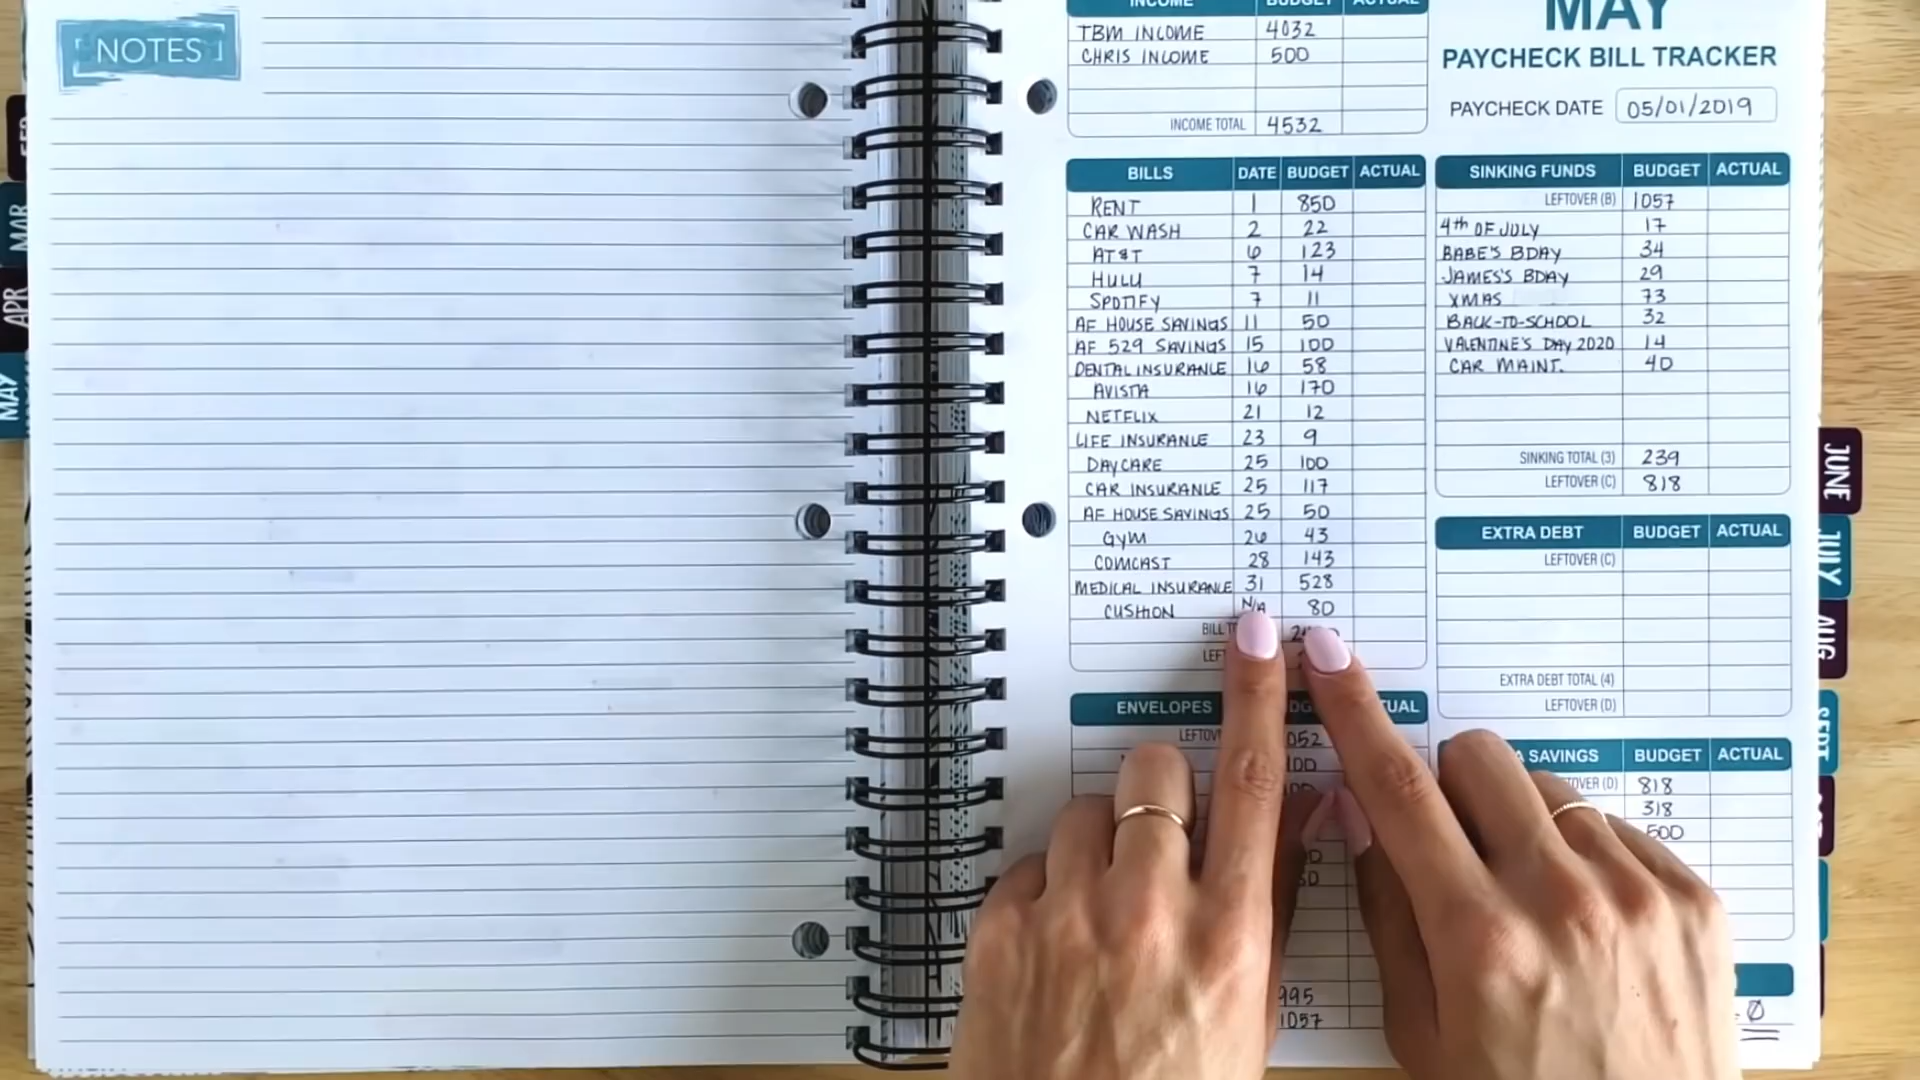 NOTES
INCOME BUDGET ACTUAL
TBM INCOME 4032
CHRIS INCOME 500
INCOME TOTAL 4532
MAY
PAYCHECK BILL TRACKER
PAYCHECK DATE 05/01/2019
BILLS DATE BUDGET ACTUAL
RENT 1 850
CAR WASH 2 22
AT&T 6 123
HULU 7 14
SPOTIFY 7 11
AF HOUSE SAVINGS 11 50
AF 529 SAVINGS 15 100
DENTAL INSURANCE 16 58
AVISTA 16 170
NETFLIX 21 12
LIFE INSURANCE 23 9
DAYCARE 25 100
CAR INSURANCE 25 117
AF HOUSE SAVINGS 25 50
GYM 26 43
COMCAST 28 143
MEDICAL INSURANCE 31 528
CUSHION N/A 80
BILL
ENVELOPES
995
1057
SINKING FUNDS BUDGET ACTUAL
LEFTOVER (B) 1057
4th OF JULY 17
BABE'S BDAY 34
JAMES'S BDAY 29
XMAS 73
BACK-TO-SCHOOL 32
VALENTINE'S DAY 2020 14
CAR MAINT. 40
SINKING TOTAL (3) 239
LEFTOVER (C) 818
EXTRA DEBT BUDGET ACTUAL
LEFTOVER (C)
EXTRA DEBT TOTAL (4)
LEFTOVER (D)
SAVINGS BUDGET ACTUAL
(D) 818
318
500
MAR
APR
MAY
JUNE
JULY
AUG
SEPT